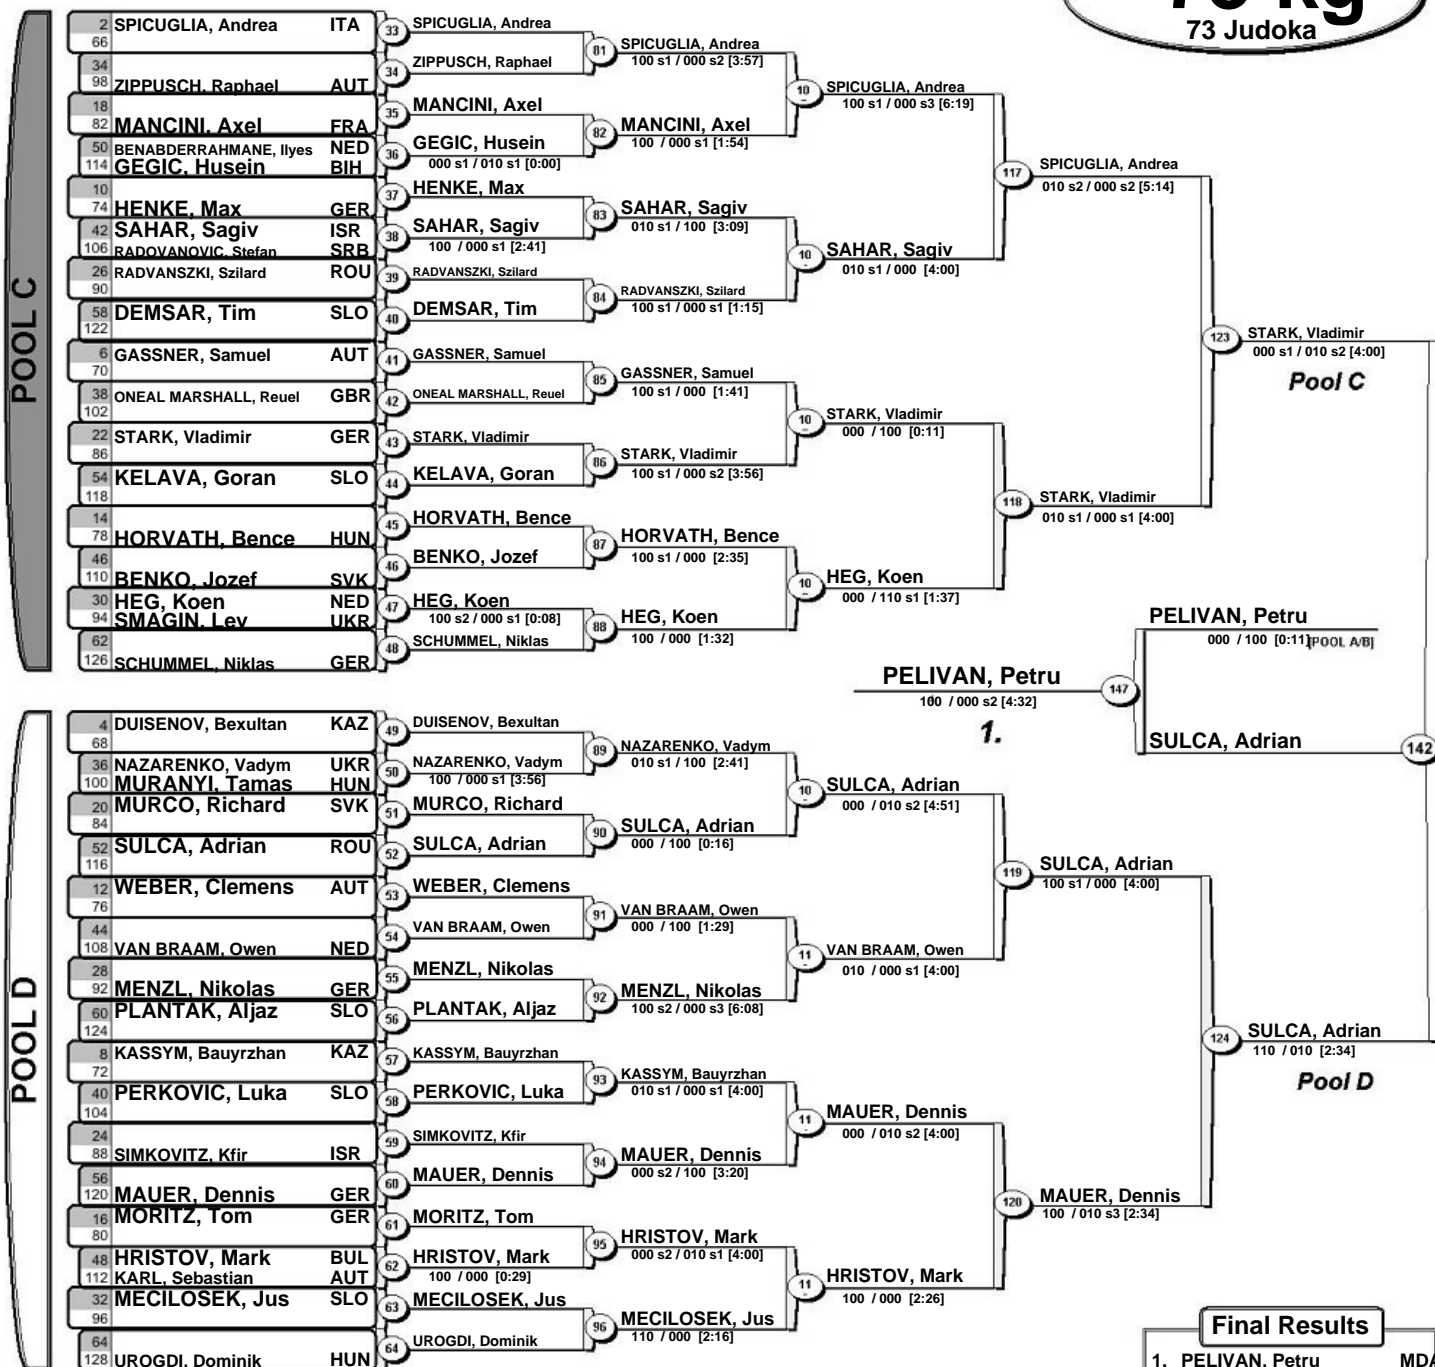 73 kg
73 Judoka
POOL C
2 SPICUGLIA, Andrea ITA
66
34
98 ZIPPUSCH, Raphael AUT
18
82 MANCINI, Axel FRA
50 BENABDERRAHMANE, Ilyes NED
114 GEGIC, Husein BIH
10
74 HENKE, Max GER
42 SAHAR, Sagiv ISR
106 RADOVANOVIC, Stefan SRB
26 RADVANSZKI, Szilard ROU
90
58 DEMSAR, Tim SLO
122
6 GASSNER, Samuel AUT
70
38 ONEAL MARSHALL, Reuel GBR
102
22 STARK, Vladimir GER
86
54 KELAVA, Goran SLO
118
14
78 HORVATH, Bence HUN
46
110 BENKO, Jozef SVK
30 HEG, Koen NED
94 SMAGIN, Lev UKR
62
126 SCHUMMEL, Niklas GER
33 SPICUGLIA, Andrea
34 ZIPPUSCH, Raphael
35 MANCINI, Axel
36 GEGIC, Husein
000 s1 / 010 s1 [0:00]
37 HENKE, Max
38 SAHAR, Sagiv
100 / 000 s1 [2:41]
39 RADVANSZKI, Szilard
40 DEMSAR, Tim
41 GASSNER, Samuel
42 ONEAL MARSHALL, Reuel
43 STARK, Vladimir
44 KELAVA, Goran
45 HORVATH, Bence
46 BENKO, Jozef
47 HEG, Koen
100 s2 / 000 s1 [0:08]
48 SCHUMMEL, Niklas
81 SPICUGLIA, Andrea
100 s1 / 000 s2 [3:57]
82 MANCINI, Axel
100 / 000 s1 [1:54]
83 SAHAR, Sagiv
010 s1 / 100 [3:09]
84 RADVANSZKI, Szilard
100 s1 / 000 s1 [1:15]
85 GASSNER, Samuel
100 s1 / 000 [1:41]
86 STARK, Vladimir
100 s1 / 000 s2 [3:56]
87 HORVATH, Bence
100 s1 / 000 [2:35]
88 HEG, Koen
100 / 000 [1:32]
10 SPICUGLIA, Andrea
100 s1 / 000 s3 [6:19]
10 SAHAR, Sagiv
010 s1 / 000 [4:00]
10 STARK, Vladimir
000 / 100 [0:11]
10 HEG, Koen
000 / 110 s1 [1:37]
117 SPICUGLIA, Andrea
010 s2 / 000 s2 [5:14]
118 STARK, Vladimir
010 s1 / 000 s1 [4:00]
123 STARK, Vladimir
000 s1 / 010 s2 [4:00]
Pool C
PELIVAN, Petru
000 / 100 [0:11] [POOL A/B]
PELIVAN, Petru 147
100 / 000 s2 [4:32]
1.
SULCA, Adrian 142
POOL D
4 DUISENOV, Bexultan KAZ
68
36 NAZARENKO, Vadym UKR
100 MURANYI, Tamas HUN
20 MURCO, Richard SVK
84
52 SULCA, Adrian ROU
116
12 WEBER, Clemens AUT
76
44
108 VAN BRAAM, Owen NED
28
92 MENZL, Nikolas GER
60 PLANTAK, Aljaz SLO
124
8 KASSYM, Bauyrzhan KAZ
72
40 PERKOVIC, Luka SLO
104
24
88 SIMKOVITZ, Kfir ISR
56
120 MAUER, Dennis GER
16 MORITZ, Tom GER
80
48 HRISTOV, Mark BUL
112 KARL, Sebastian AUT
32 MECILOSEK, Jus SLO
96
64
128 UROGDI, Dominik HUN
49 DUISENOV, Bexultan
50 NAZARENKO, Vadym
100 / 000 s1 [3:56]
51 MURCO, Richard
52 SULCA, Adrian
53 WEBER, Clemens
54 VAN BRAAM, Owen
55 MENZL, Nikolas
56 PLANTAK, Aljaz
57 KASSYM, Bauyrzhan
58 PERKOVIC, Luka
59 SIMKOVITZ, Kfir
60 MAUER, Dennis
61 MORITZ, Tom
62 HRISTOV, Mark
100 / 000 [0:29]
63 MECILOSEK, Jus
64 UROGDI, Dominik
89 NAZARENKO, Vadym
010 s1 / 100 [2:41]
90 SULCA, Adrian
000 / 100 [0:16]
91 VAN BRAAM, Owen
000 / 100 [1:29]
92 MENZL, Nikolas
100 s2 / 000 s3 [6:08]
93 KASSYM, Bauyrzhan
010 s1 / 000 s1 [4:00]
94 MAUER, Dennis
000 s2 / 100 [3:20]
95 HRISTOV, Mark
000 s2 / 010 s1 [4:00]
96 MECILOSEK, Jus
110 / 000 [2:16]
10 SULCA, Adrian
000 / 010 s2 [4:51]
11 VAN BRAAM, Owen
010 / 000 s1 [4:00]
11 MAUER, Dennis
000 / 010 s2 [4:00]
11 HRISTOV, Mark
100 / 000 [2:26]
119 SULCA, Adrian
100 s1 / 000 [4:00]
120 MAUER, Dennis
100 / 010 s3 [2:34]
124 SULCA, Adrian
110 / 010 [2:34]
Pool D
Final Results
1. PELIVAN, Petru MDA